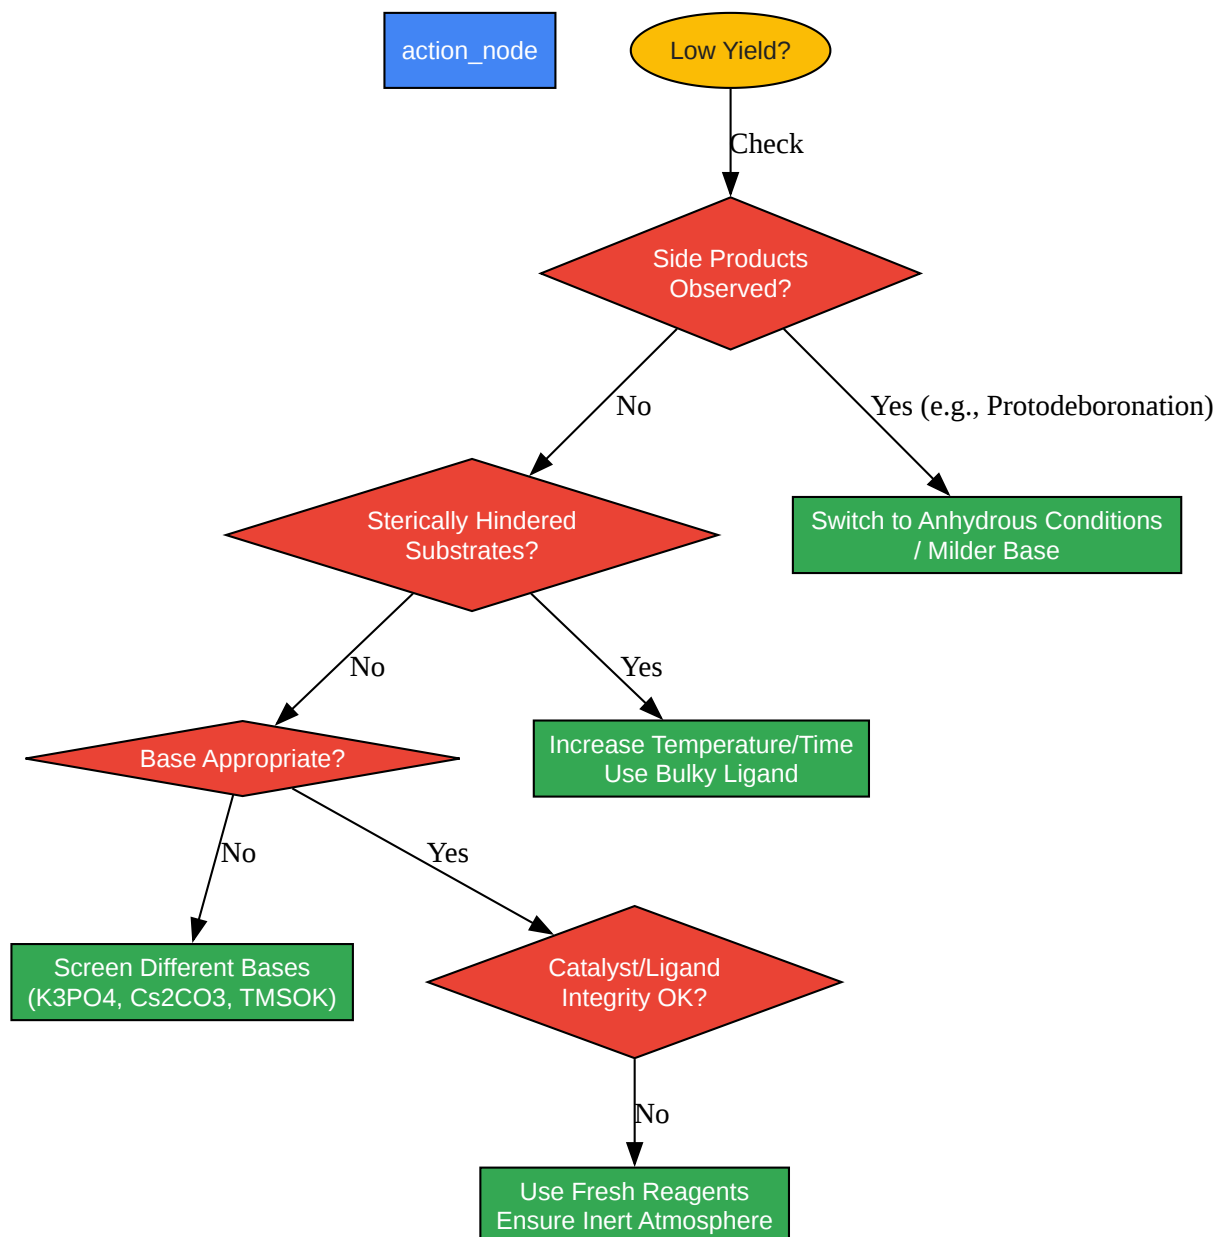 action_node
Low Yield?
Check
Side Products
Observed?
No
Yes (e.g., Protodeboronation)
Sterically Hindered
Substrates?
Switch to Anhydrous Conditions
/ Milder Base
No
Yes
Base Appropriate?
Increase Temperature/Time
Use Bulky Ligand
No
Yes
Screen Different Bases
(K3PO4, Cs2CO3, TMSOK)
Catalyst/Ligand
Integrity OK?
No
Use Fresh Reagents
Ensure Inert Atmosphere